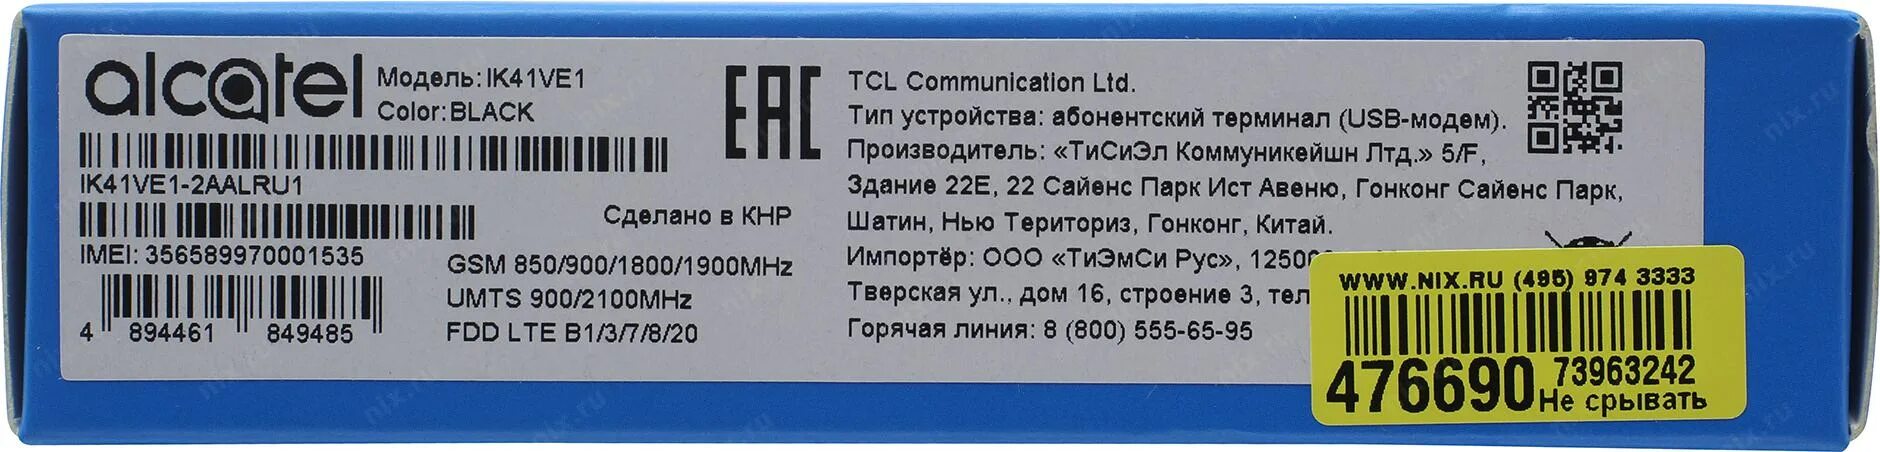 alcatel
Модель: IK41VE1
Color: BLACK
IK41VE1-2AALRU1
Сделано в КНР
IMEI: 356589970001535
GSM 850/900/1800/1900MHz
UMTS 900/2100MHz
FDD LTE B1/3/7/8/20
4 894461 849485
EAC
TCL Communication Ltd.
Тип устройства: абонентский терминал (USB-модем).
Производитель: «ТиСиЭл Коммуникейшн Лтд.» 5/F,
Здание 22E, 22 Сайенс Парк Ист Авеню, Гонконг Сайенс Парк,
Шатин, Нью Териториз, Гонконг, Китай.
Импортёр: ООО «ТиЭмСи Рус»,
Тверская ул., дом 16, строение 3, тел
Горячая линия: 8 (800) 555-65-95
WWW.NIX.RU (495) 974 3333
476690 73963242
Не срывать
nix.ru